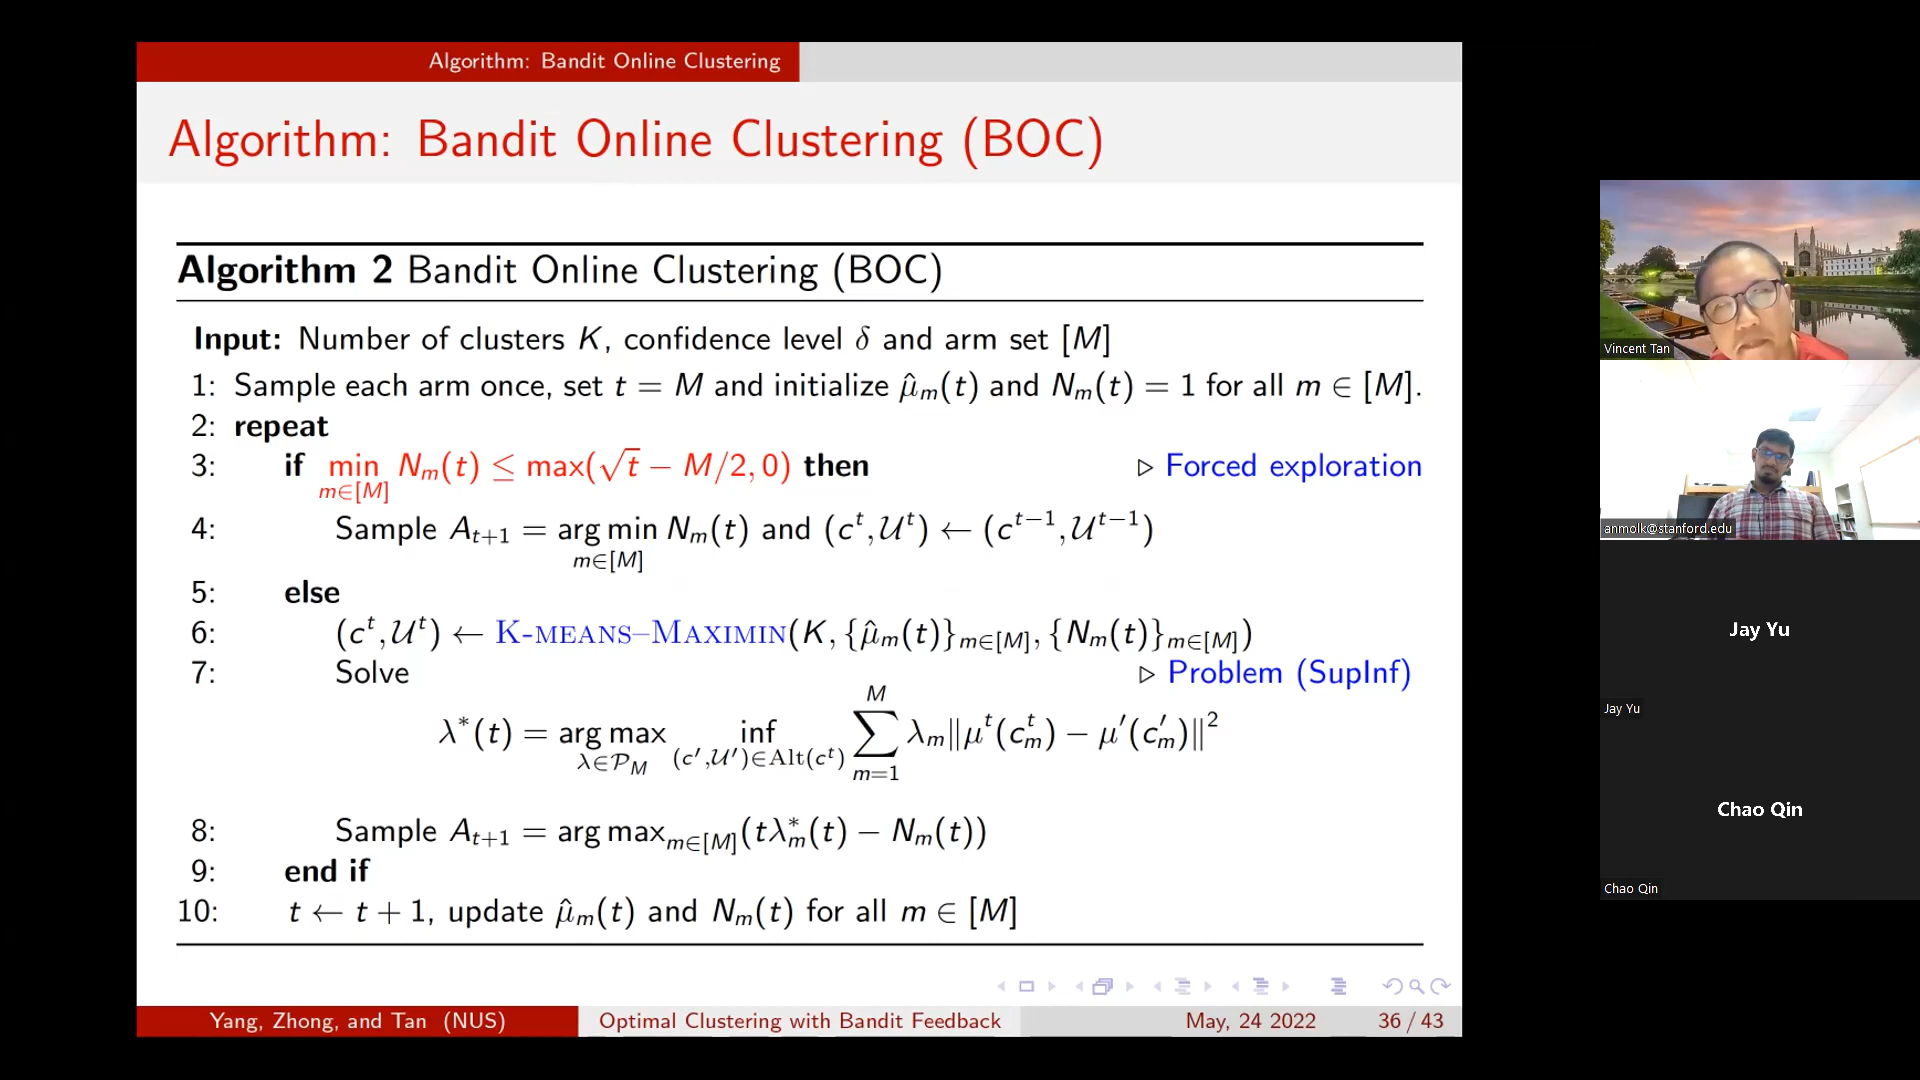 Algorithm: Bandit Online Clustering
Algorithm: Bandit Online Clustering (BOC)
Algorithm 2 Bandit Online Clustering (BOC)
Input: Number of clusters K, confidence level δ and arm set [M]
1: Sample each arm once, set t = M and initialize μ̂_m(t) and N_m(t) = 1 for all m ∈ [M].
2: repeat
3: if min_{m∈[M]} N_m(t) ≤ max(√t − M/2, 0) then ▷ Forced exploration
4: Sample A_{t+1} = arg min_{m∈[M]} N_m(t) and (c^t, 𝒰^t) ← (c^{t−1}, 𝒰^{t−1})
5: else
6: (c^t, 𝒰^t) ← K-MEANS–MAXIMIN(K, {μ̂_m(t)}_{m∈[M]}, {N_m(t)}_{m∈[M]})
7: Solve ▷ Problem (SupInf)
λ*(t) = arg max_{λ∈𝒫_M} inf_{(c′,𝒰′)∈Alt(c^t)} ∑_{m=1}^{M} λ_m‖μ^t(c^t_m) − μ′(c′_m)‖²
8: Sample A_{t+1} = arg max_{m∈[M]}(tλ*_m(t) − N_m(t))
9: end if
10: t ← t + 1, update μ̂_m(t) and N_m(t) for all m ∈ [M]
Yang, Zhong, and Tan (NUS) Optimal Clustering with Bandit Feedback May, 24 2022 36 / 43
Vincent Tan
anmolk@stanford.edu
Jay Yu
Jay Yu
Chao Qin
Chao Qin